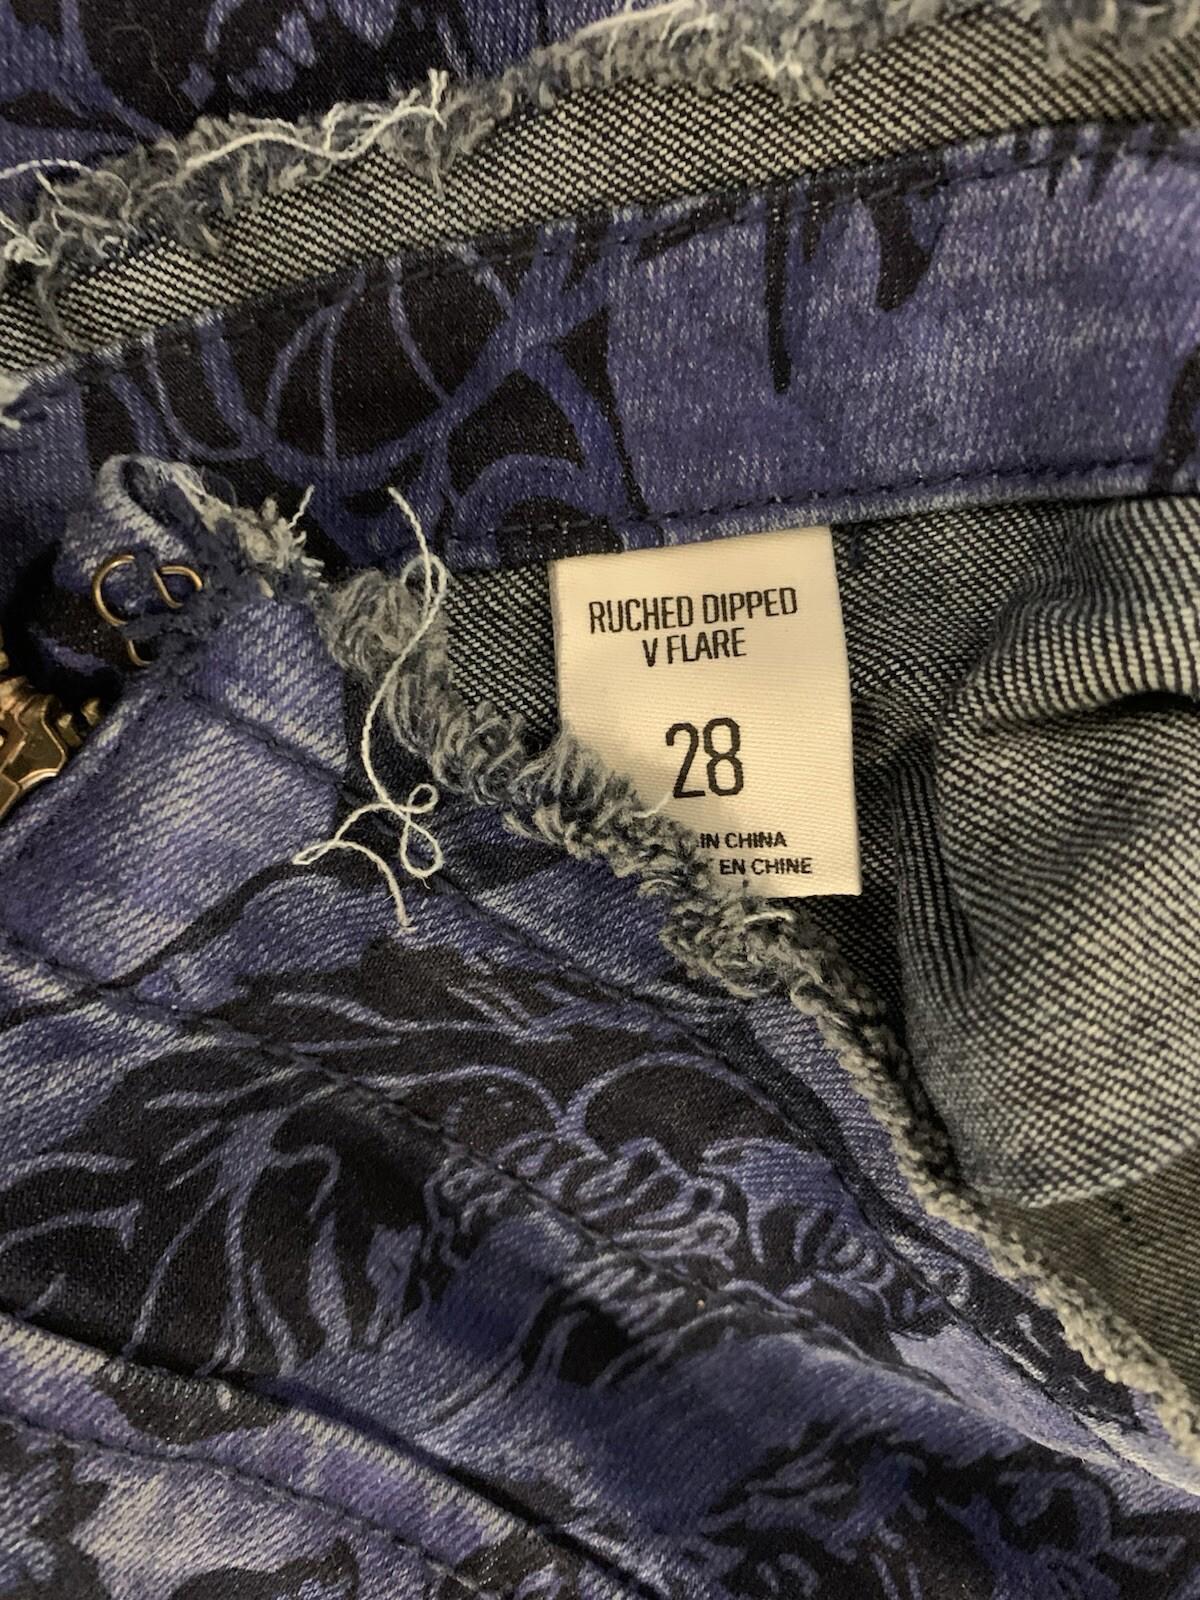 RUCHED DIPPED
V FLARE
28
IN CHINA
EN CHINE